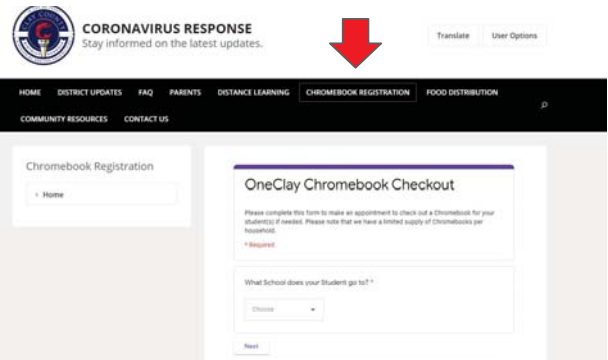 CLAY COUNTY
CORONAVIRUS RESPONSE
Stay informed on the latest updates.
Translate
User Options
HOME DISTRICT UPDATES FAQ PARENTS DISTANCE LEARNING CHROMEBOOK REGISTRATION FOOD DISTRIBUTION
COMMUNITY RESOURCES CONTACT US
Chromebook Registration
Home
OneClay Chromebook Checkout
Please complete this form to make an appointment to check out a Chromebook for your
student(s) if needed. Please note that we have a limited supply of Chromebooks per
household.
* Required
What School does your Student go to? *
Choose
Next